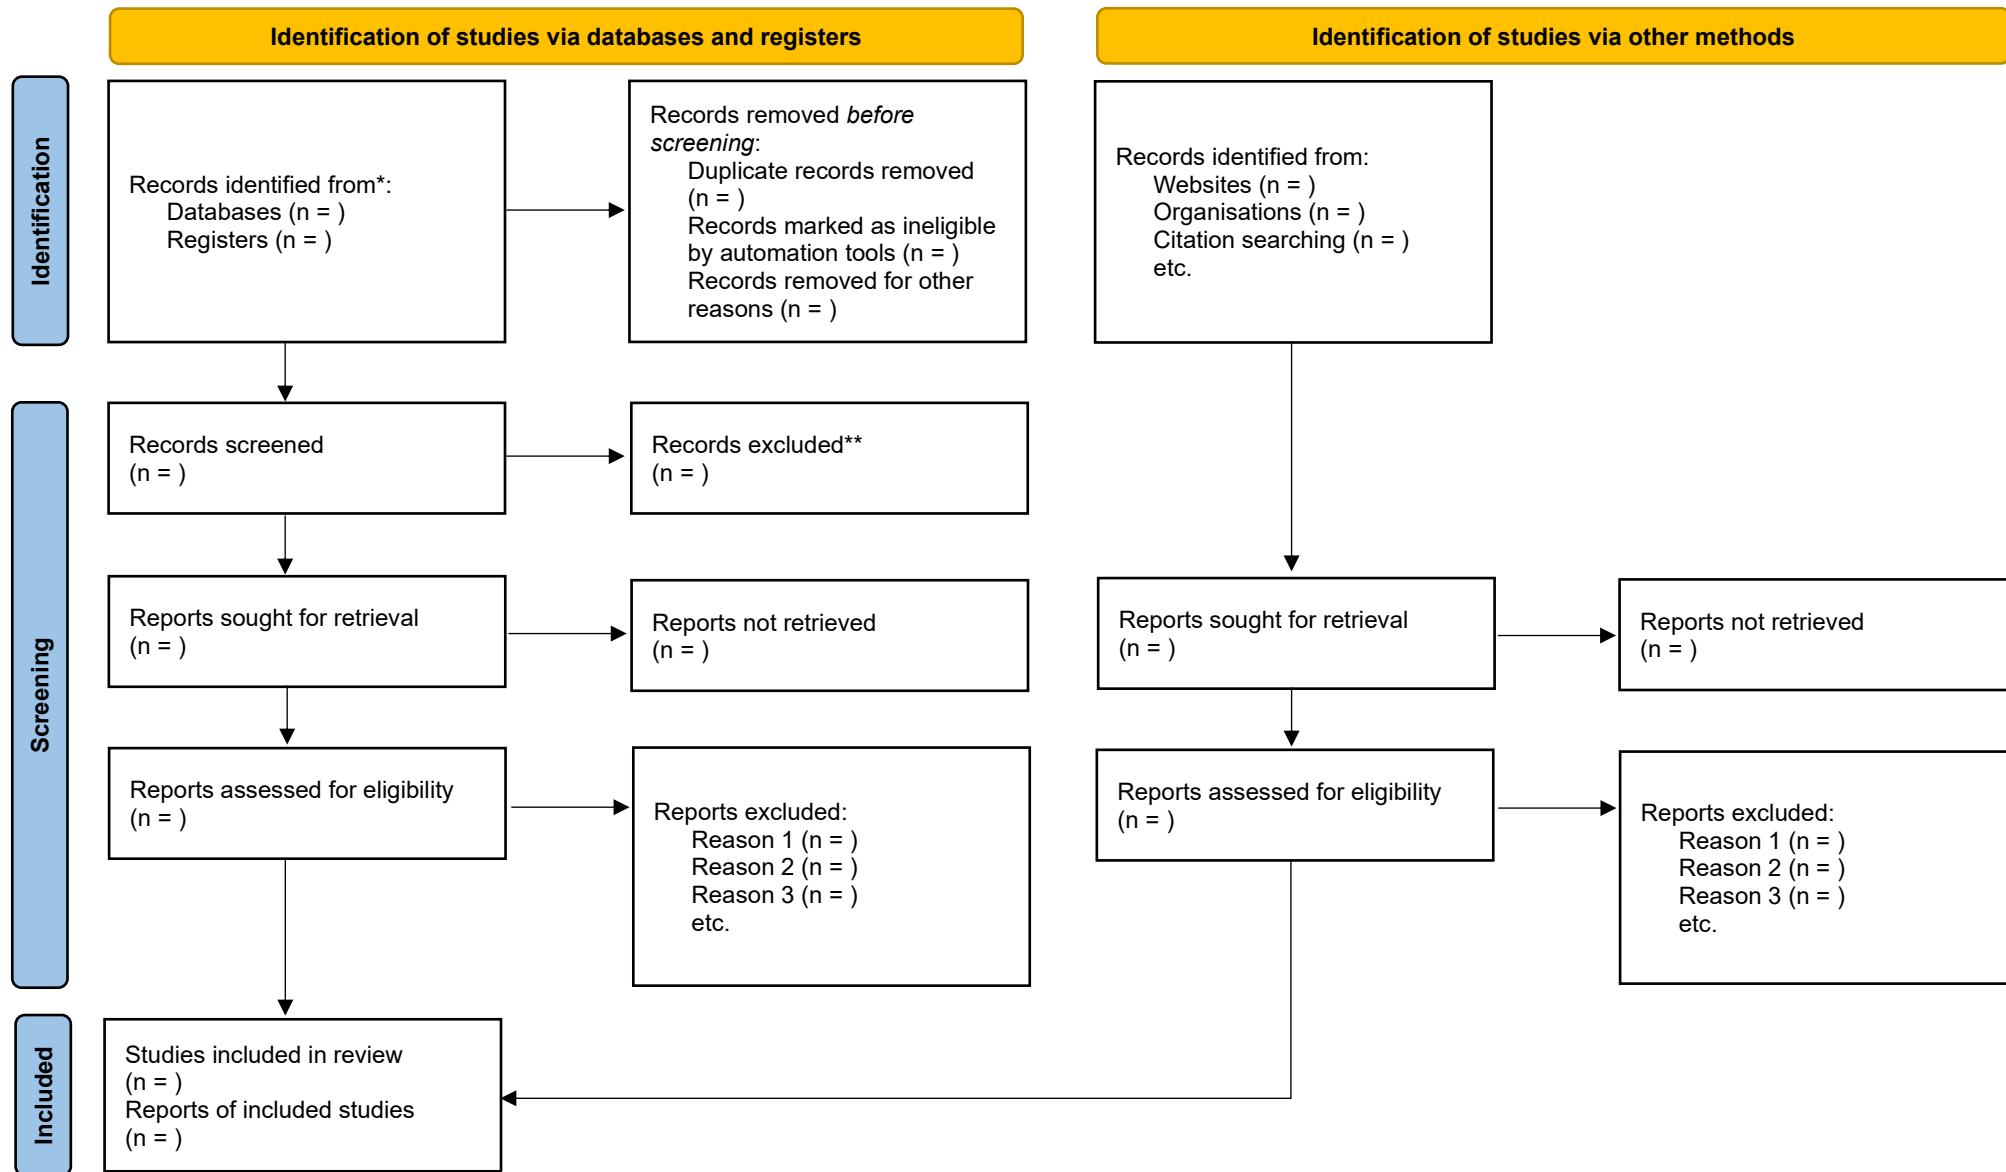 Identification of studies via databases and registers
Identification of studies via other methods
Identification
Records identified from*:
Databases (n = )
Registers (n = )
Records removed before
screening:
Duplicate records removed
(n = )
Records marked as ineligible
by automation tools (n = )
Records removed for other
reasons (n = )
Records identified from:
Websites (n = )
Organisations (n = )
Citation searching (n = )
etc.
Screening
Records screened
(n = )
Records excluded**
(n = )
Reports sought for retrieval
(n = )
Reports not retrieved
(n = )
Reports sought for retrieval
(n = )
Reports not retrieved
(n = )
Reports assessed for eligibility
(n = )
Reports excluded:
Reason 1 (n = )
Reason 2 (n = )
Reason 3 (n = )
etc.
Reports assessed for eligibility
(n = )
Reports excluded:
Reason 1 (n = )
Reason 2 (n = )
Reason 3 (n = )
etc.
Included
Studies included in review
(n = )
Reports of included studies
(n = )